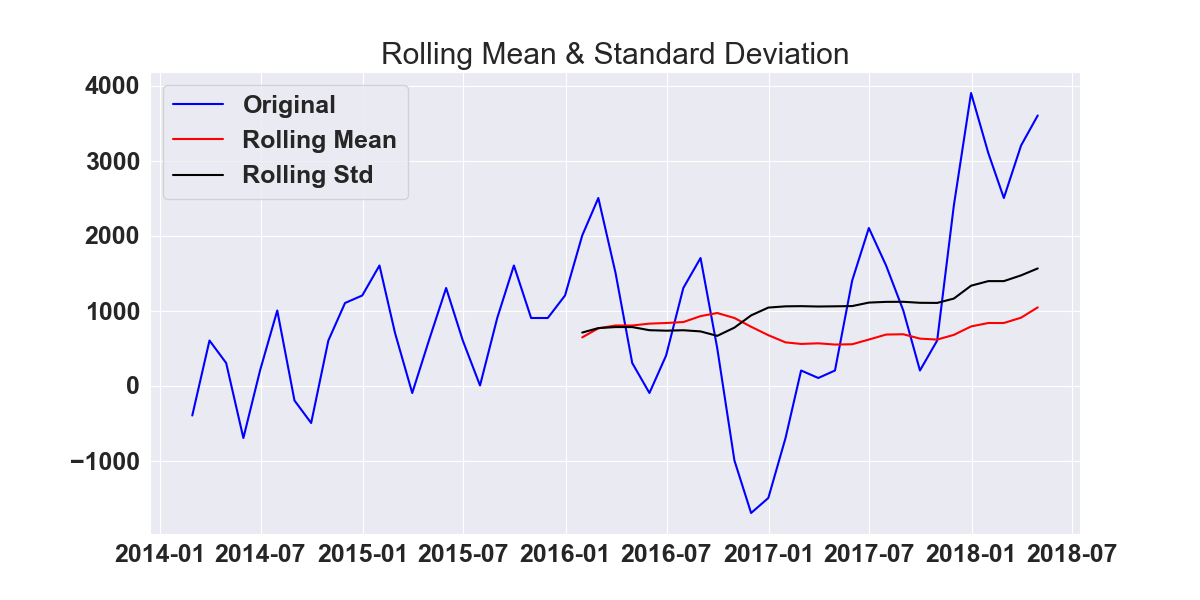 Rolling Mean & Standard Deviation
4000
3000
2000
1000
0
−1000
Original
Rolling Mean
Rolling Std
2014-01 2014-07 2015-01 2015-07 2016-01 2016-07 2017-01 2017-07 2018-01 2018-07